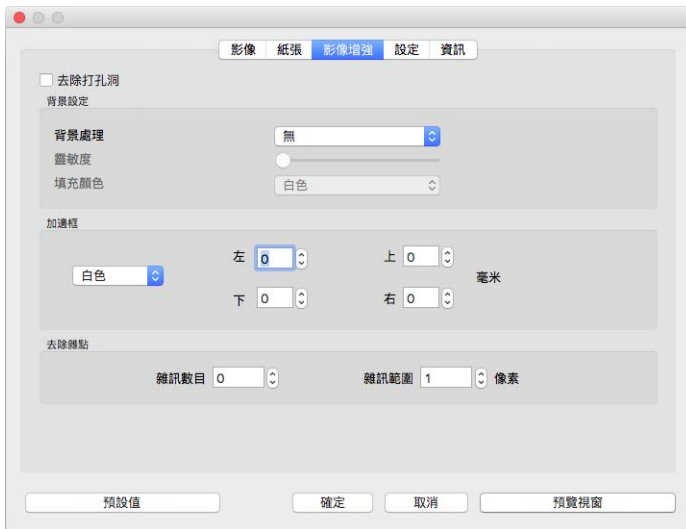 影像 紙張 影像增強 設定 資訊
去除打孔洞
背景設定
背景處理 無
靈敏度
填充顏色 白色
加邊框
白色 左 0 上 0 毫米
下 0 右 0
去除雜點
雜訊數目 0 雜訊範圍 1 像素
預設值 確定 取消 預覽視窗